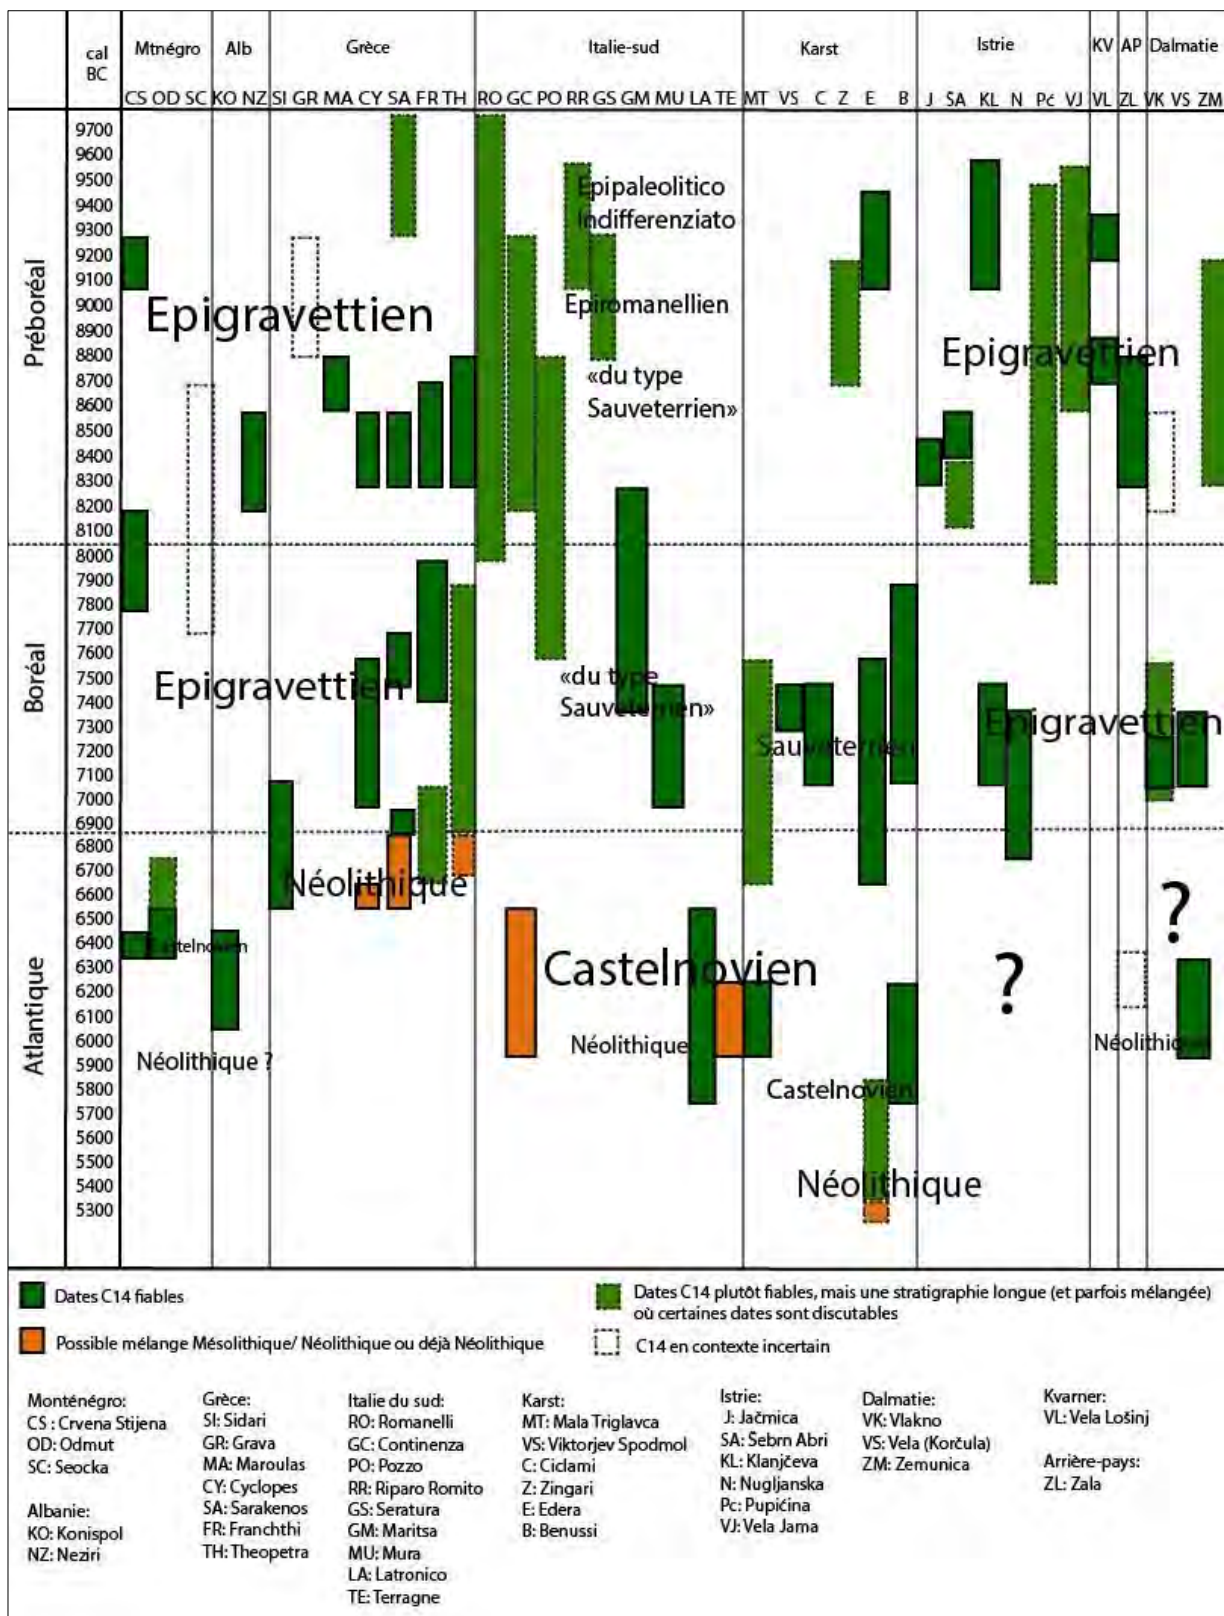 cal BC
Mtnégro Alb Grèce Italie-sud Karst Istrie KV AP Dalmatie
CS OD SC KO NZ SI GR MA CY SA FR TH RO GC PO RR GS GM MU LA TE MT VS C Z E B J SA KL N Pć VJ VL ZL VK VS ZM
Préboréal
9700
9600
9500
9400
9300
9200
9100
9000
8900
8800
8700
8600
8500
8400
8300
8200
8100
Epigravettien
Epipaleolitico
Indifferenziato
Epiromanellien
«du type
Sauveterrien»
Epigravettien
Boréal
8000
7900
7800
7700
7600
7500
7400
7300
7200
7100
7000
6900
Epigravettien
«du type
Sauveterrien»
Sauveterrien
Epigravettien
Atlantique
6800
6700
6600
6500
6400
6300
6200
6100
6000
5900
5800
5700
5600
5500
5400
5300
Néolithique
Castelnovien
Néolithique ?
Castelnovien
Néolithique
Castelnovien
Néolithique
?
?
Néolithique
Dates C14 fiables
Possible mélange Mésolithique/ Néolithique ou déjà Néolithique
Dates C14 plutôt fiables, mais une stratigraphie longue (et parfois mélangée)
où certaines dates sont discutables
C14 en contexte incertain
Monténégro:
CS : Crvena Stijena
OD: Odmut
SC: Seocka
Albanie:
KO: Konispol
NZ: Neziri
Grèce:
SI: Sidari
GR: Grava
MA: Maroulas
CY: Cyclopes
SA: Sarakenos
FR: Franchthi
TH: Theopetra
Italie du sud:
RO: Romanelli
GC: Continenza
PO: Pozzo
RR: Riparo Romito
GS: Seratura
GM: Maritsa
MU: Mura
LA: Latronico
TE: Terragne
Karst:
MT: Mala Triglavca
VS: Viktorjev Spodmol
C: Ciclami
Z: Zingari
E: Edera
B: Benussi
Istrie:
J: Jačmica
SA: Šebrn Abri
KL: Klanjčeva
N: Nugljanska
Pc: Pupićina
VJ: Vela Jama
Dalmatie:
VK: Vlakno
VS: Vela (Korčula)
ZM: Zemunica
Kvarner:
VL: Vela Lošinj
Arrière-pays:
ZL: Zala